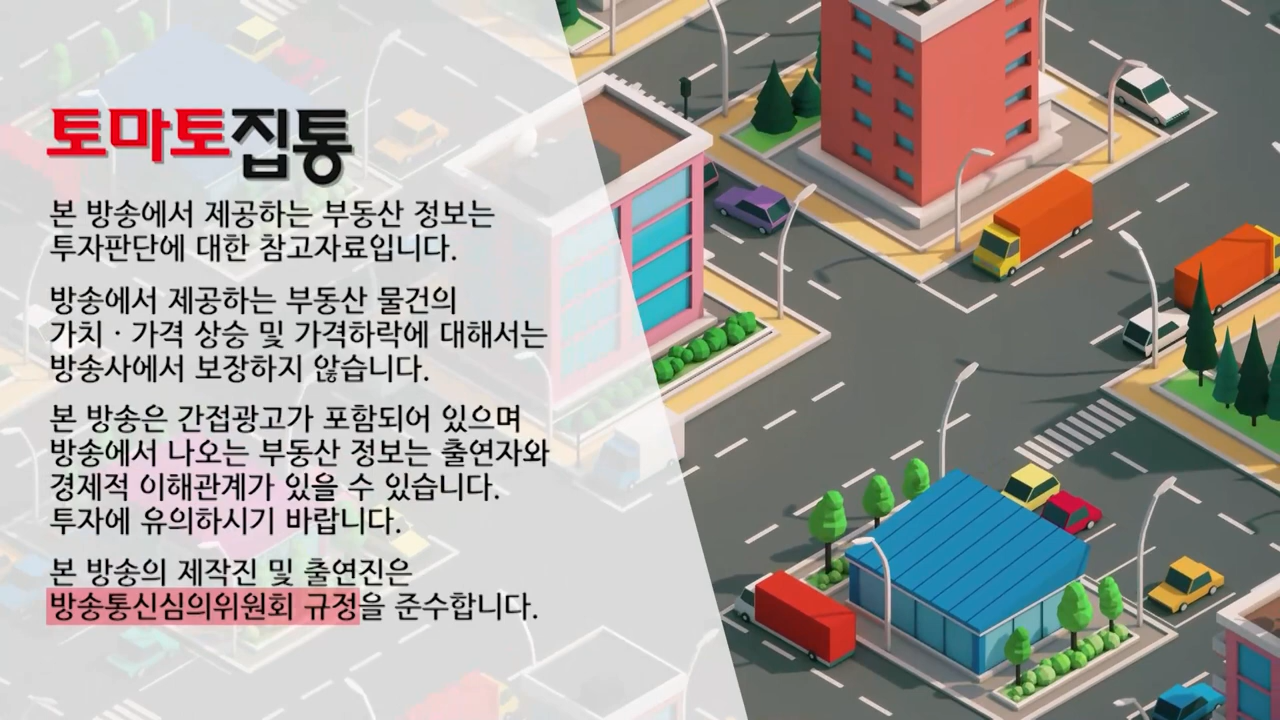 토마토집통
본 방송에서 제공하는 부동산 정보는
투자판단에 대한 참고자료입니다.
방송에서 제공하는 부동산 물건의
가치 · 가격 상승 및 가격하락에 대해서는
방송사에서 보장하지 않습니다.
본 방송은 간접광고가 포함되어 있으며
방송에서 나오는 부동산 정보는 출연자와
경제적 이해관계가 있을 수 있습니다.
투자에 유의하시기 바랍니다.
본 방송의 제작진 및 출연진은
방송통신심의위원회 규정을 준수합니다.